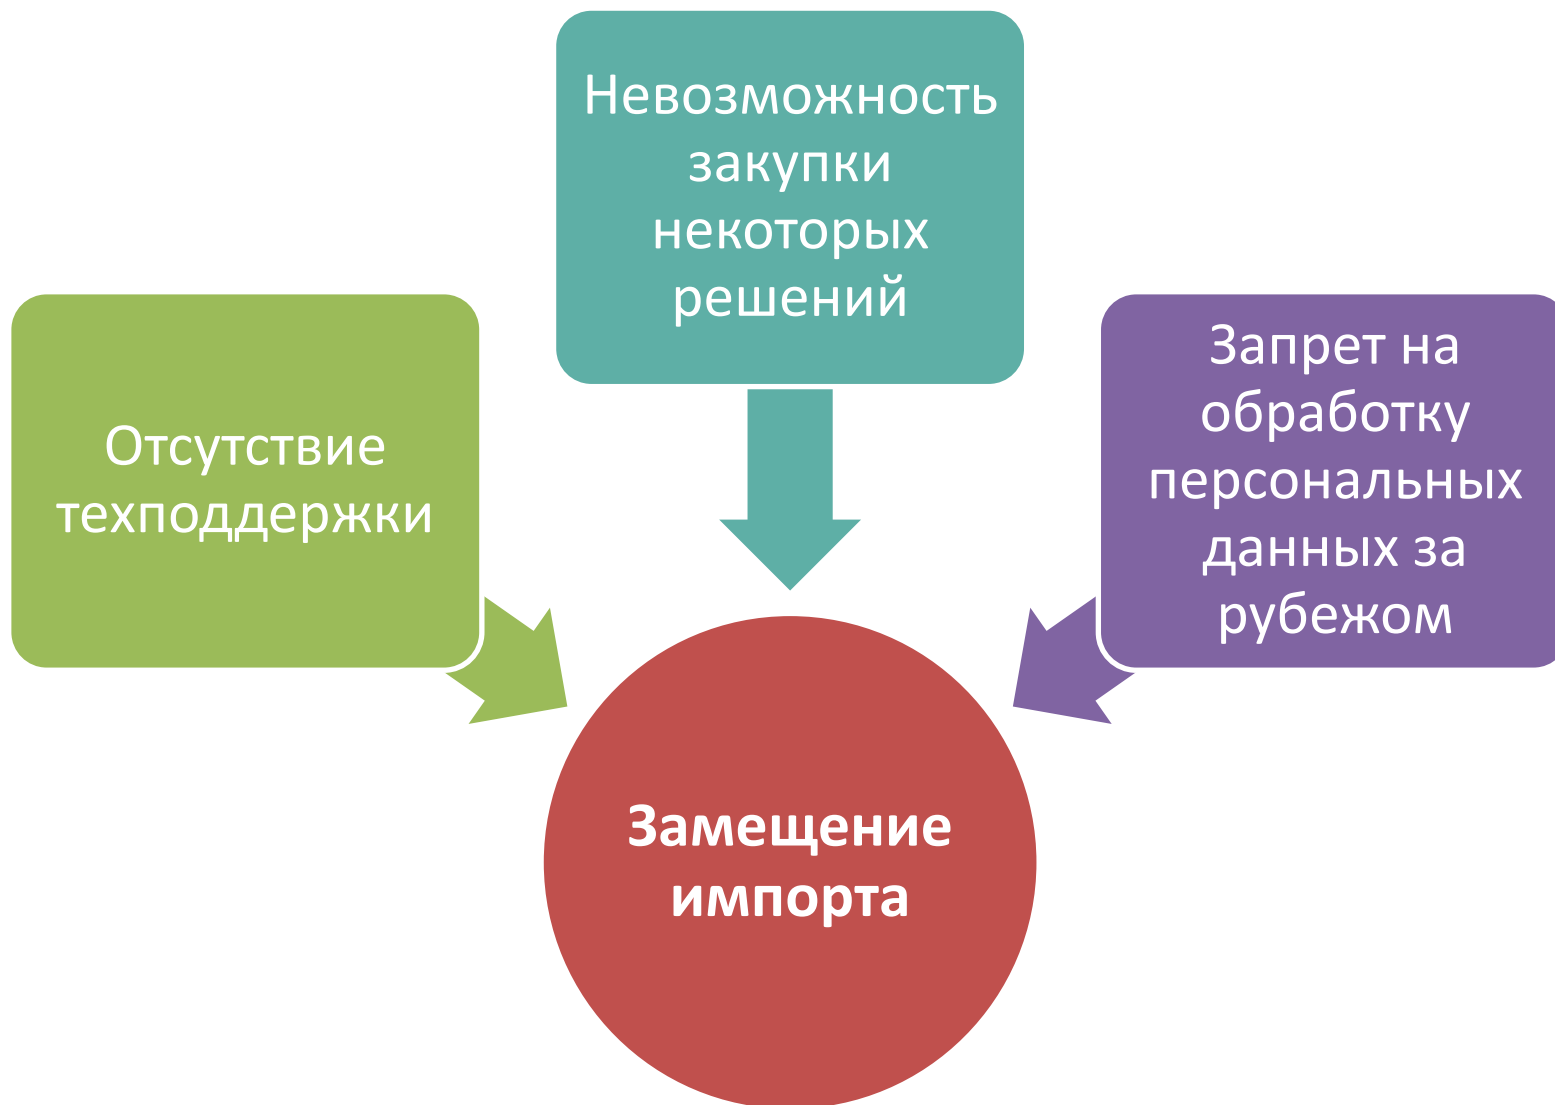 Невозможность
закупки
некоторых
решений
Отсутствие
техподдержки
Запрет на
обработку
персональных
данных за
рубежом
Замещение
импорта